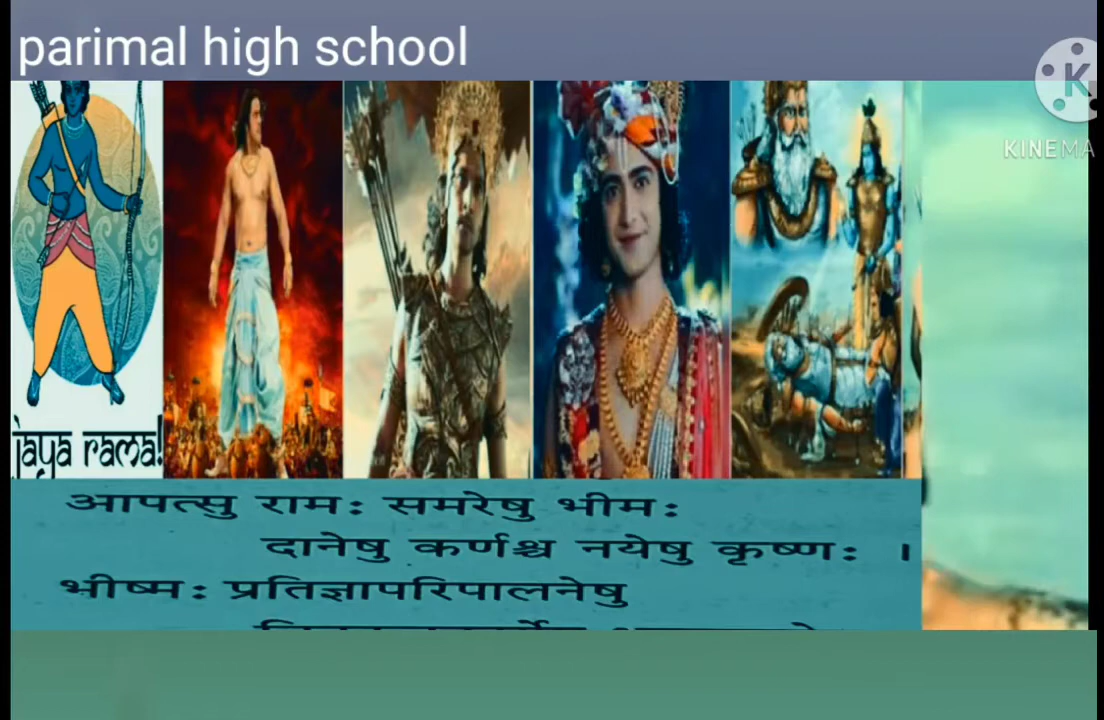 parimal high school
KINEMA
jaya rama!
आपत्सु रामः समरेषु भीमः
दानेषु कर्णश्च नयेषु कृष्णः ।
भीष्मः प्रतिज्ञापरिपालनेषु